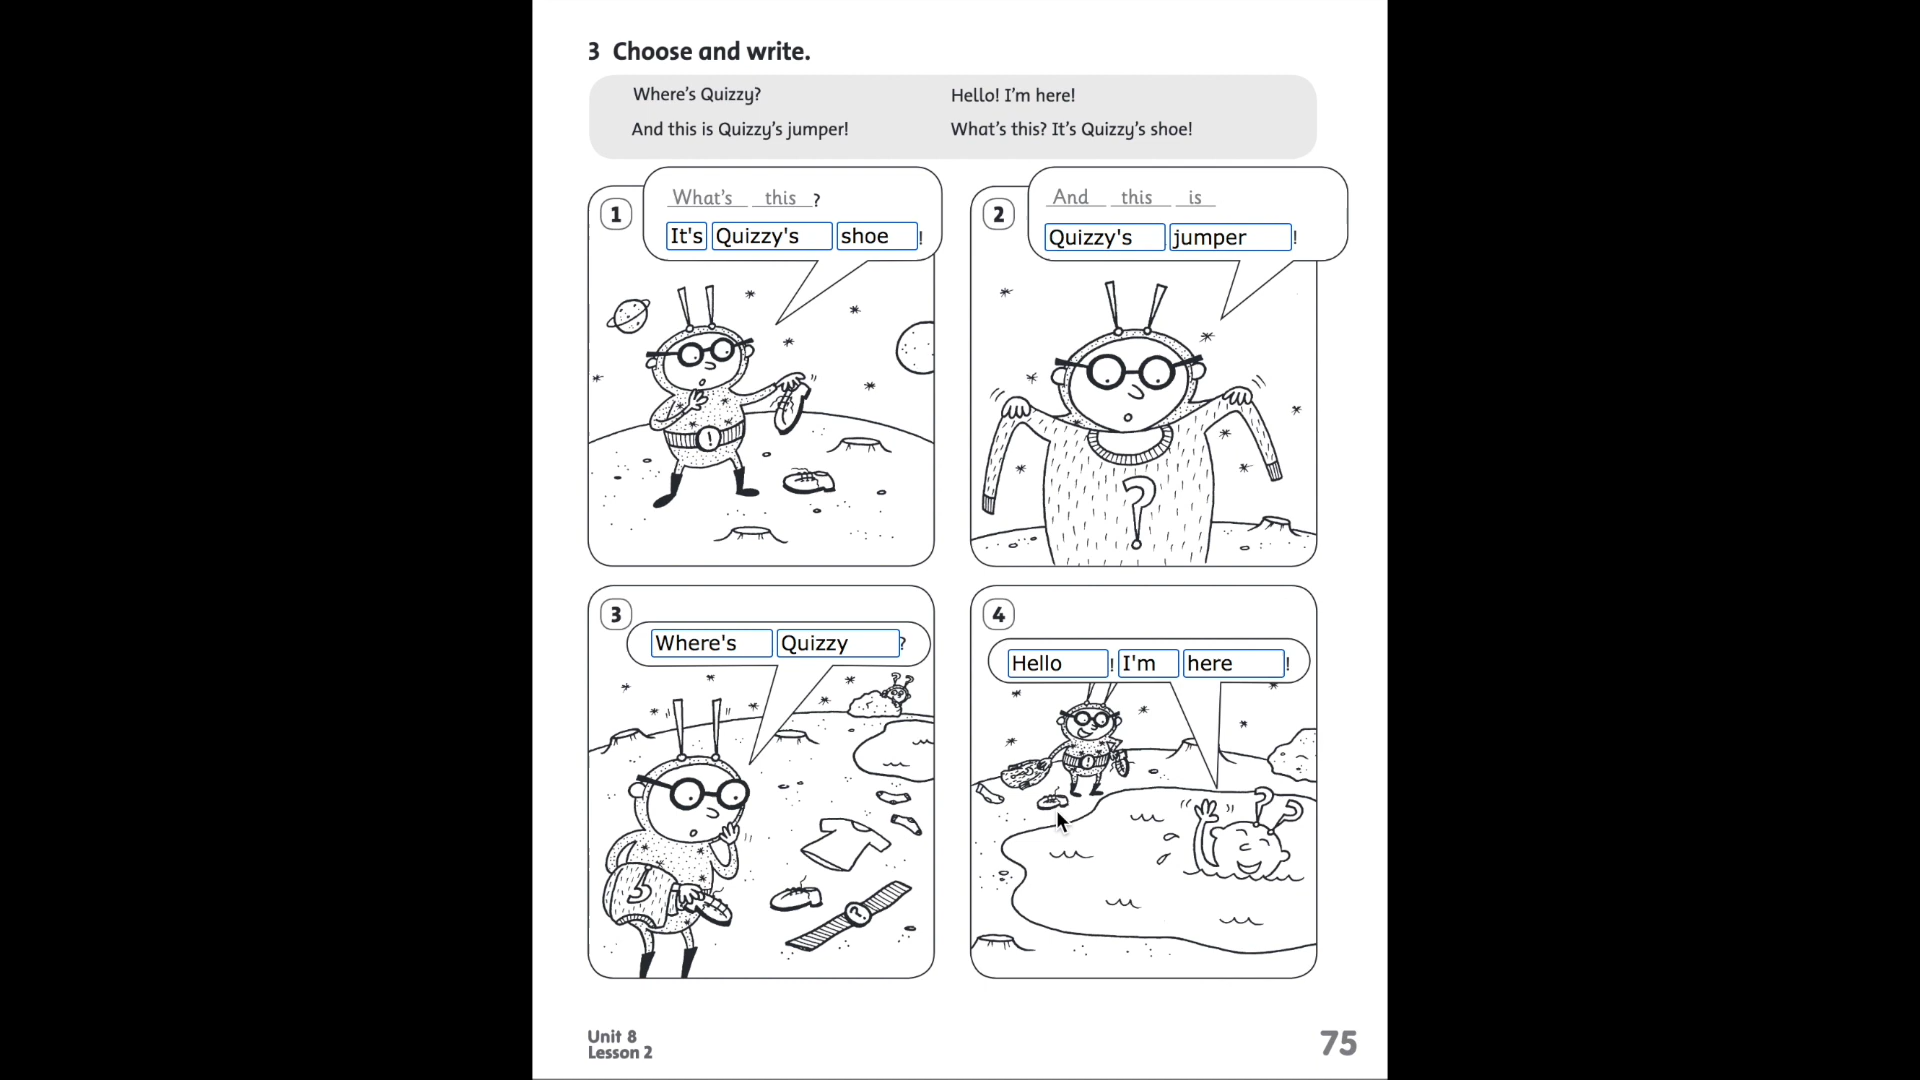 3 Choose and write.
Where's Quizzy?
Hello! I'm here!
And this is Quizzy's jumper!
What's this? It's Quizzy's shoe!
1
What's this ?
It's Quizzy's shoe !
2
And this is
Quizzy's jumper !
!
?
3
Where's Quizzy ?
?
?
4
Hello ! I'm here !
!
Unit 8
Lesson 2
75